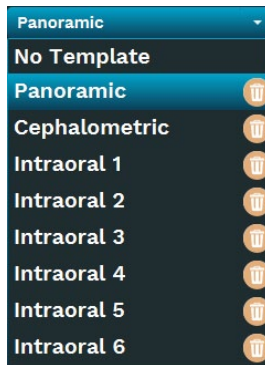 Panoramic
No Template
Panoramic
Cephalometric
Intraoral 1
Intraoral 2
Intraoral 3
Intraoral 4
Intraoral 5
Intraoral 6